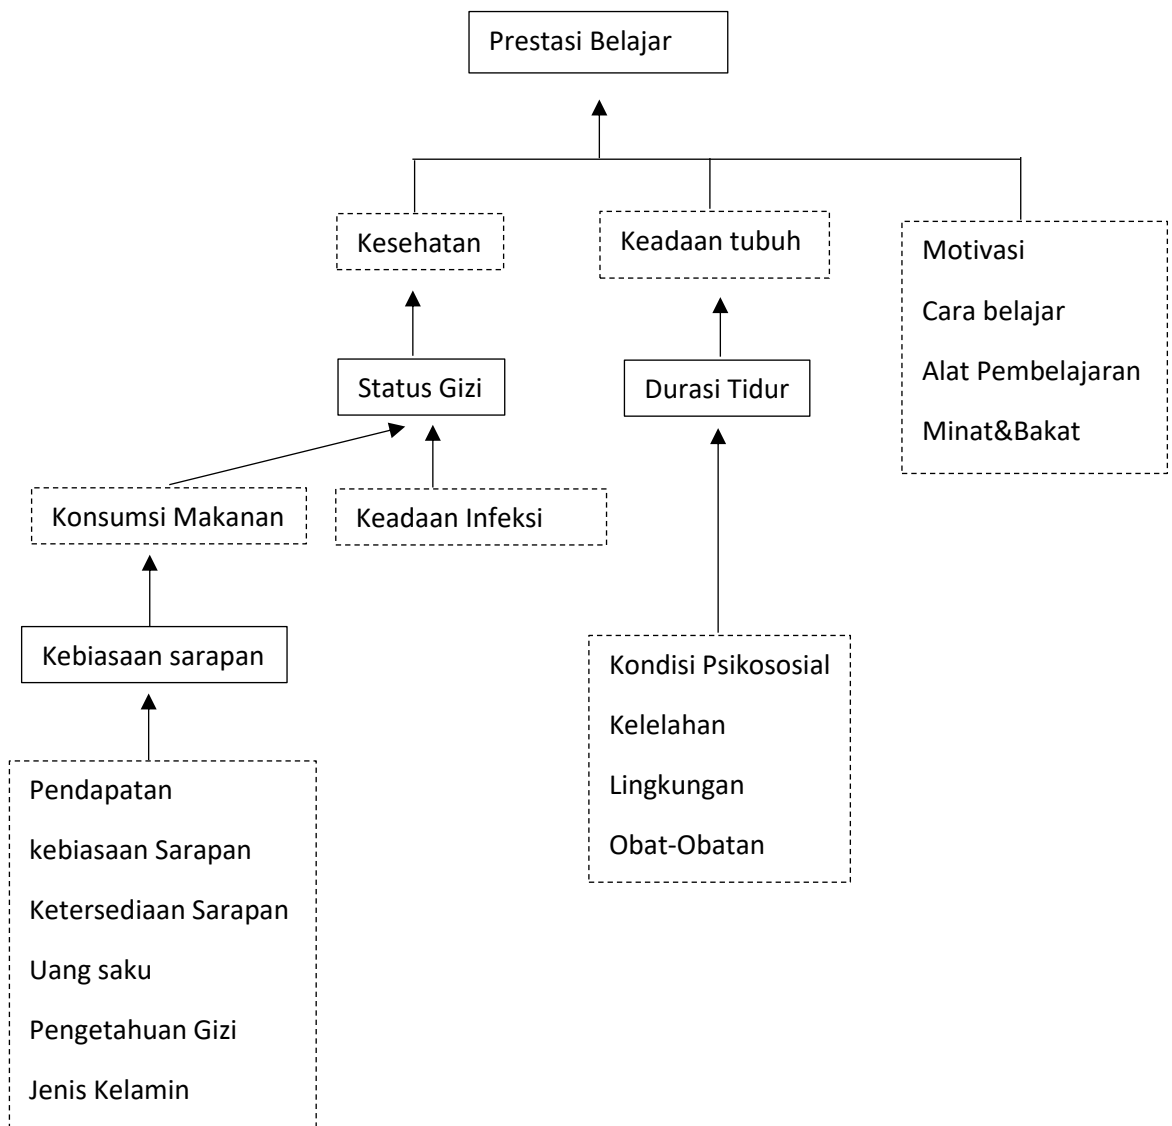 Prestasi Belajar
Kesehatan
Keadaan tubuh
Motivasi
Cara belajar
Alat Pembelajaran
Minat&Bakat
Status Gizi
Durasi Tidur
Konsumsi Makanan
Keadaan Infeksi
Kebiasaan sarapan
Kondisi Psikososial
Kelelahan
Lingkungan
Obat-Obatan
Pendapatan
kebiasaan Sarapan
Ketersediaan Sarapan
Uang saku
Pengetahuan Gizi
Jenis Kelamin